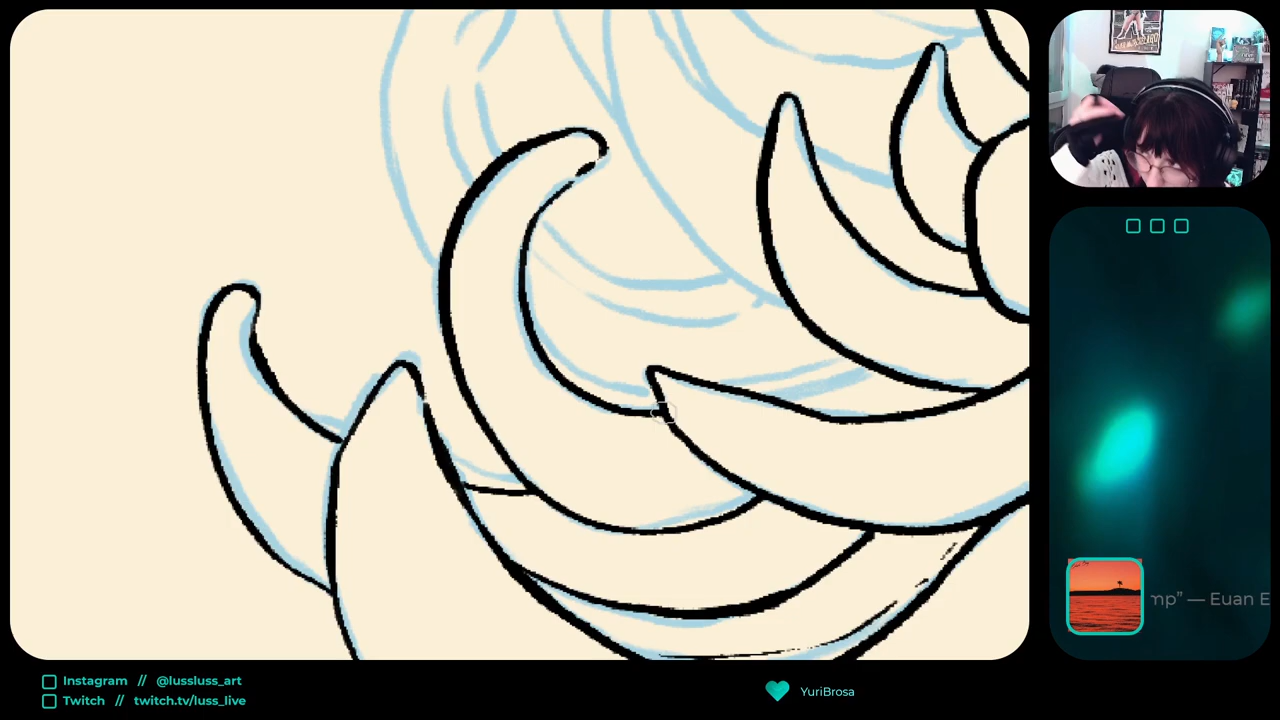 mp” — Euan E
Instagram // @lussluss_art
Twitch // twitch.tv/luss_live
YuriBrosa